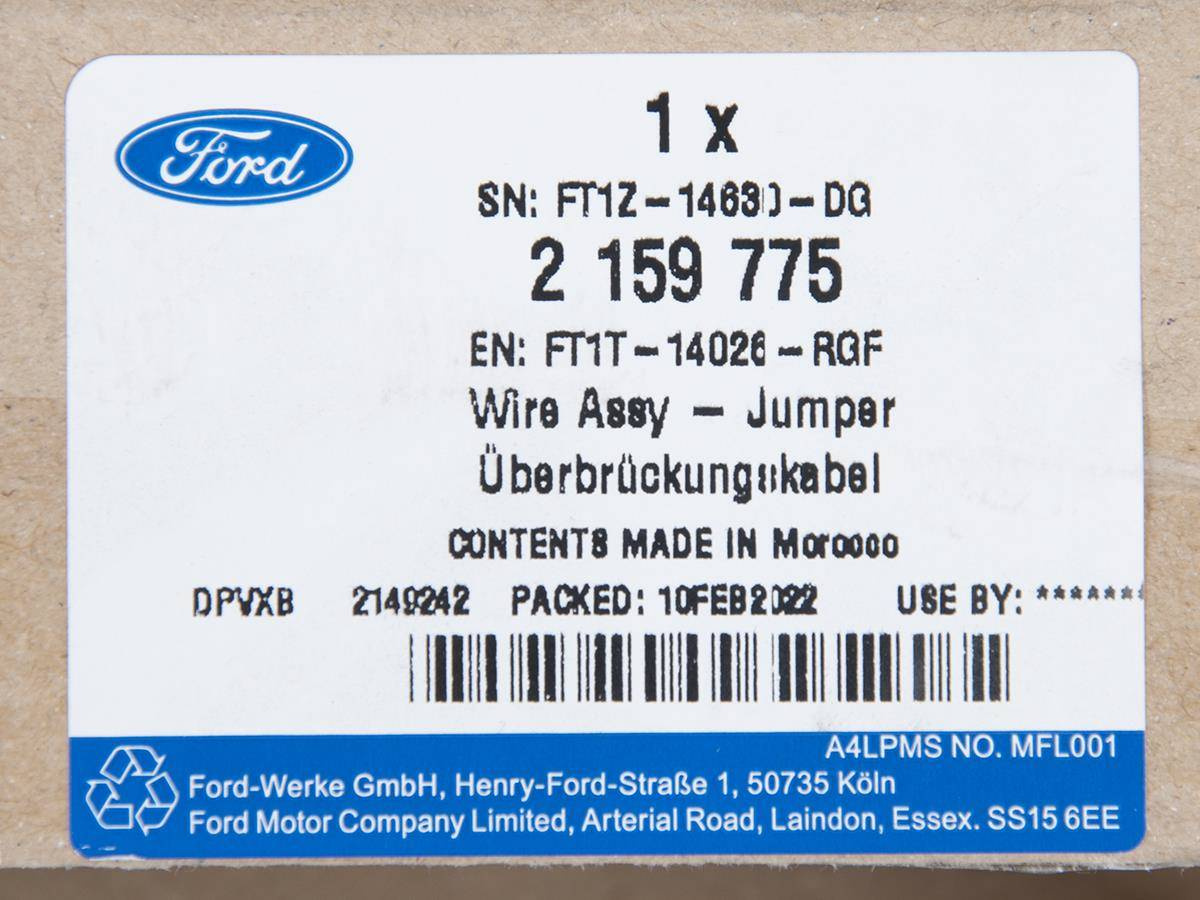 Ford
1 x
SN: FT1Z-14630-DG
2 159 775
EN: FT1T-14026-RGF
Wire Assy - Jumper
Überbrückungskabel
CONTENTS MADE IN Morocco
DPVXB 2149242 PACKED: 10FEB2022 USE BY: *******
A4LPMS NO. MFL001
Ford-Werke GmbH, Henry-Ford-Straße 1, 50735 Köln
Ford Motor Company Limited, Arterial Road, Laindon, Essex. SS15 6EE